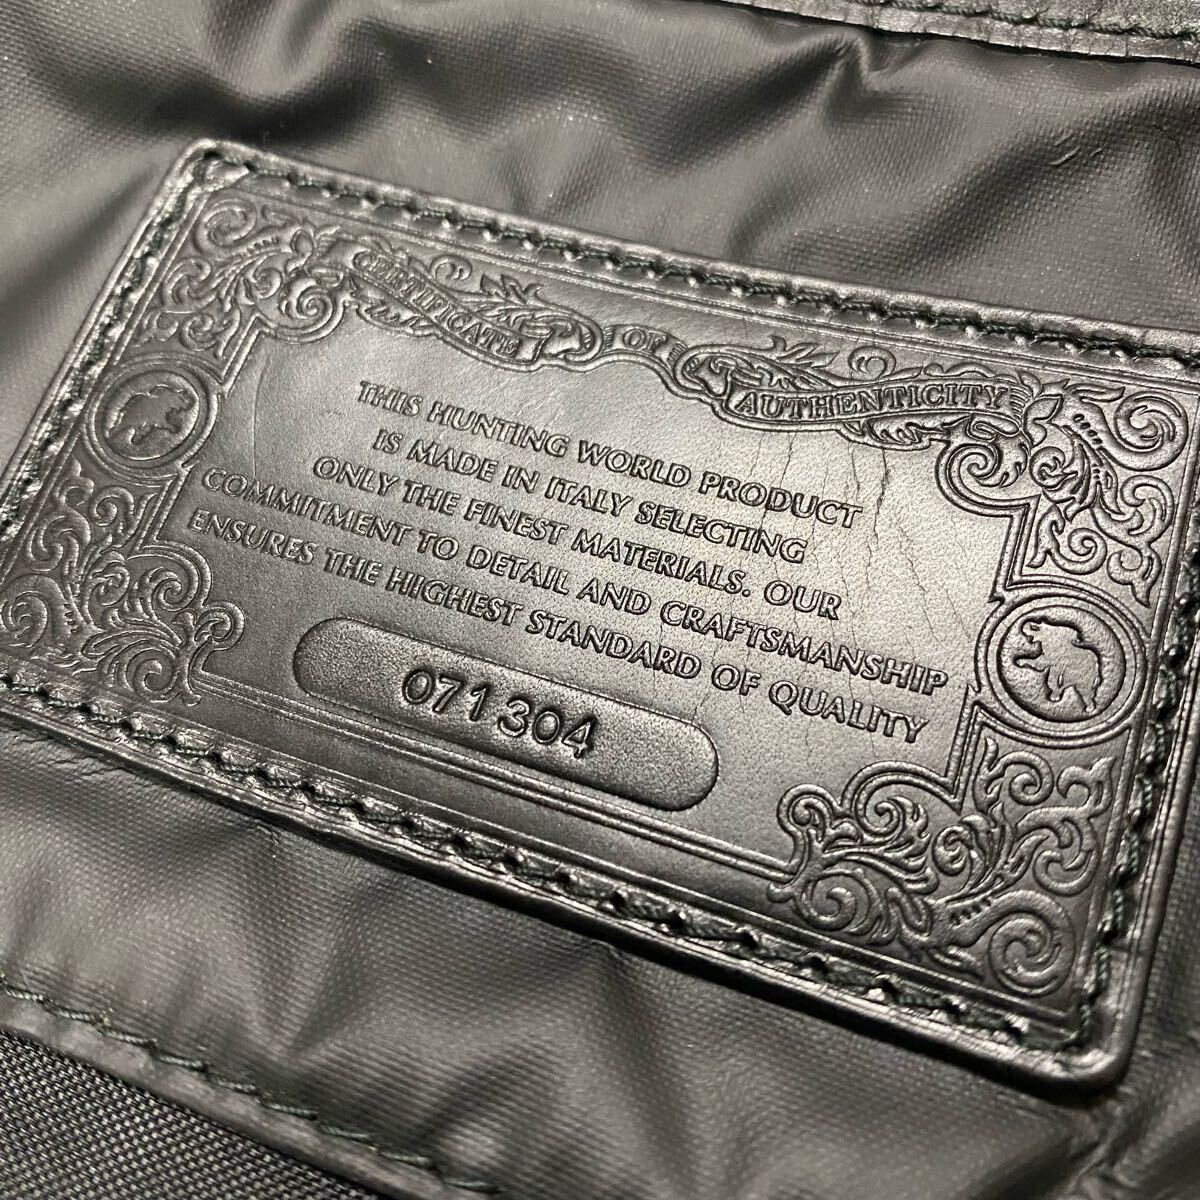 CERTIFICATE OF AUTHENTICITY
THIS HUNTING WORLD PRODUCT
IS MADE IN ITALY SELECTING
ONLY THE FINEST MATERIALS. OUR
COMMITMENT TO DETAIL AND CRAFTSMANSHIP
ENSURES THE HIGHEST STANDARD OF QUALITY
071304